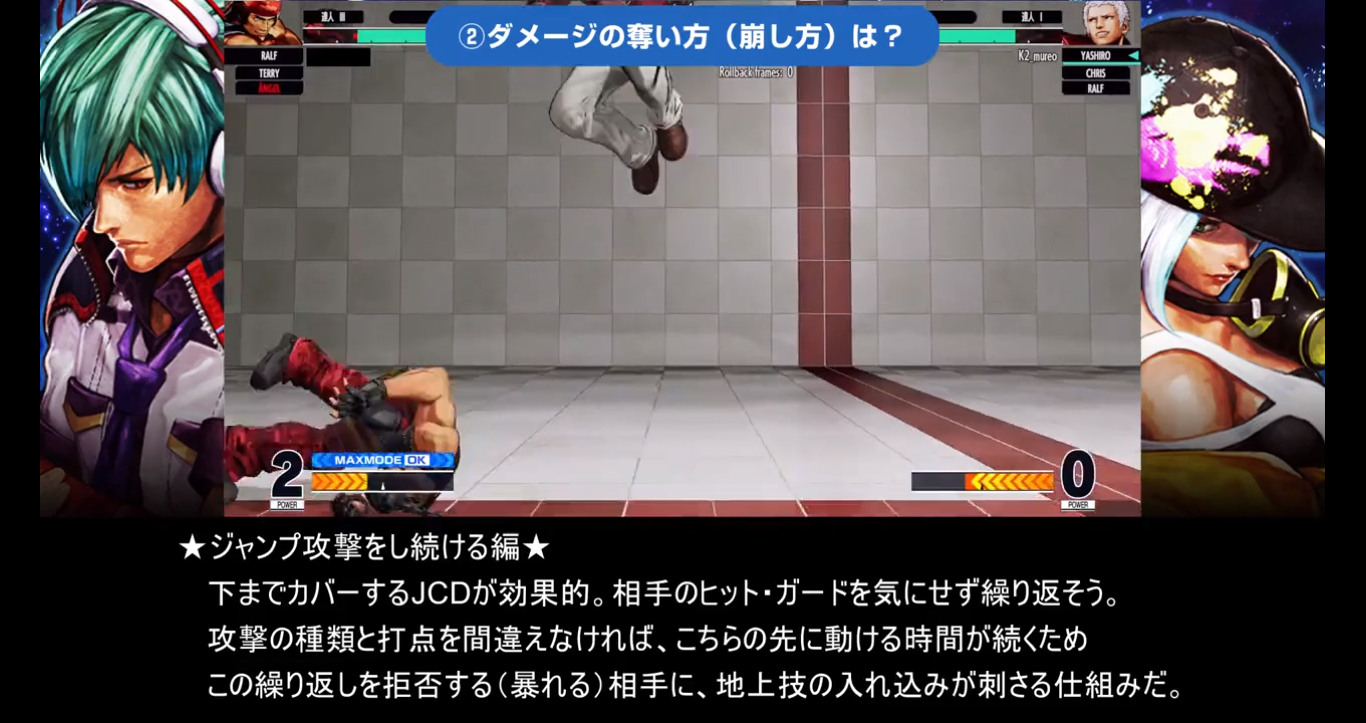 ②ダメージの奪い方（崩し方）は？
達人 III
達人 I
RALF
TERRY
ÁNGEL
Rollback frames: 0
K2_mureo
YASHIRO
CHRIS
RALF
MAXMODE OK
2
POWER
0
POWER
★ジャンプ攻撃をし続ける編★
下までカバーするJCDが効果的。相手のヒット・ガードを気にせず繰り返そう。
攻撃の種類と打点を間違えなければ、こちらの先に動ける時間が続くため
この繰り返しを拒否する（暴れる）相手に、地上技の入れ込みが刺さる仕組みだ。